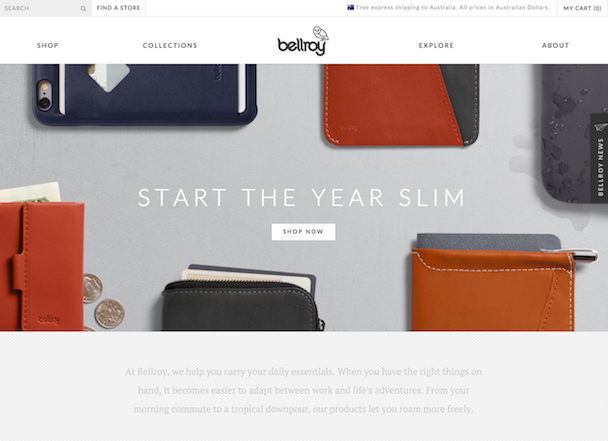 SEARCH
FIND A STORE
Free express shipping to Australia. All prices in Australian Dollars.
MY CART (0)
SHOP
COLLECTIONS
bellroy
EXPLORE
ABOUT
BELLROY NEWS
START THE YEAR SLIM
SHOP NOW
bellroy
At Bellroy, we help you carry your daily essentials. When you have the right things on
hand, it becomes easier to adapt between work and life's adventures. From your
morning commute to a tropical downpour, our products let you roam more freely.